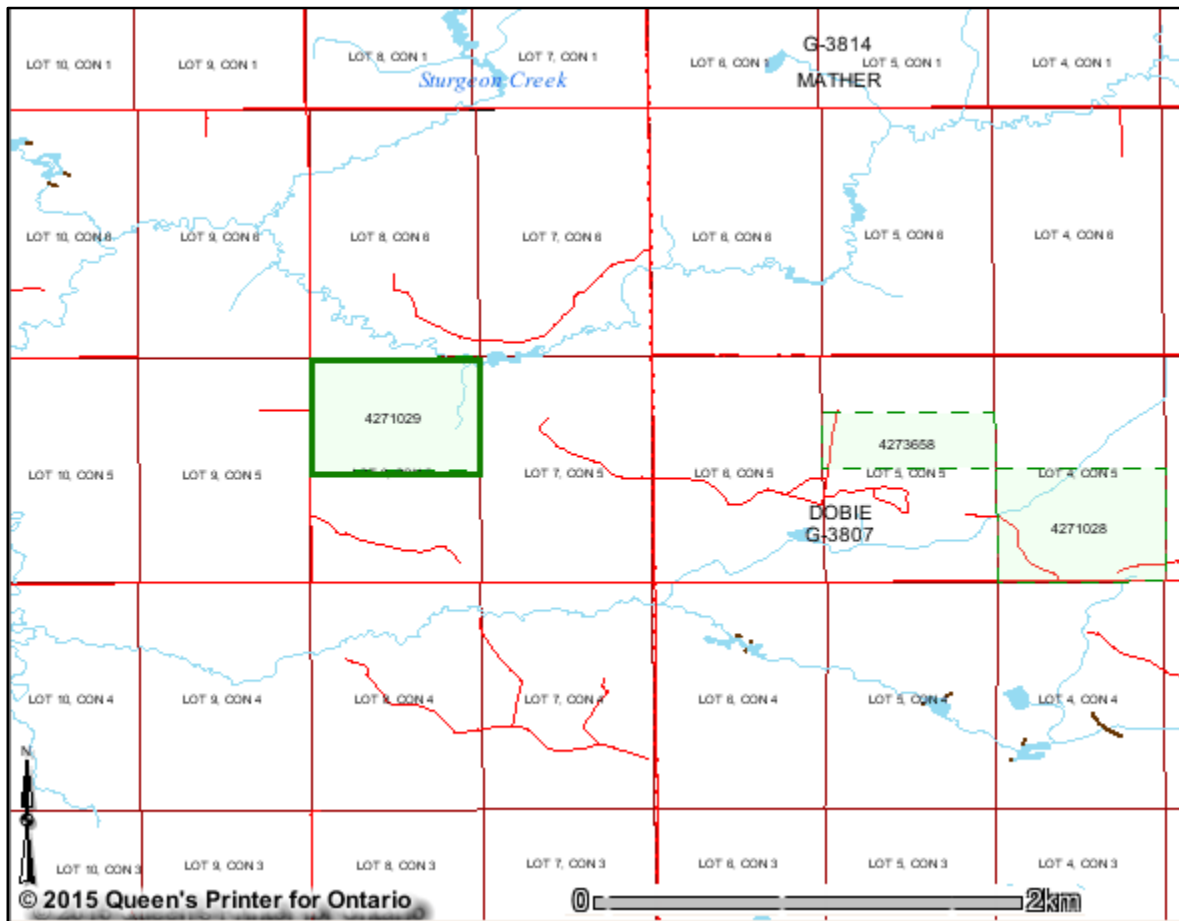 G-3814
LOT 10, CON 1
LOT 9, CON 1
LOT 8, CON 1
LOT 7, CON 1
LOT 6, CON 1
LOT 5, CON 1
LOT 4, CON 1
Sturgeon Creek
MATHER
LOT 10, CON 6
LOT 9, CON 6
LOT 8, CON 6
LOT 7, CON 6
LOT 6, CON 6
LOT 5, CON 6
LOT 4, CON 6
4271029
4273658
LOT 10, CON 5
LOT 9, CON 5
LOT 7, CON 5
LOT 6, CON 5
LOT 5, CON 5
LOT 4, CON 5
DOBIE
G-3807
4271028
LOT 10, CON 4
LOT 9, CON 4
LOT 8, CON 4
LOT 7, CON 4
LOT 6, CON 4
LOT 5, CON 4
LOT 4, CON 4
N
LOT 10, CON 3
LOT 9, CON 3
LOT 8, CON 3
LOT 7, CON 3
LOT 6, CON 3
LOT 5, CON 3
LOT 4, CON 3
© 2015 Queen's Printer for Ontario
0
2km